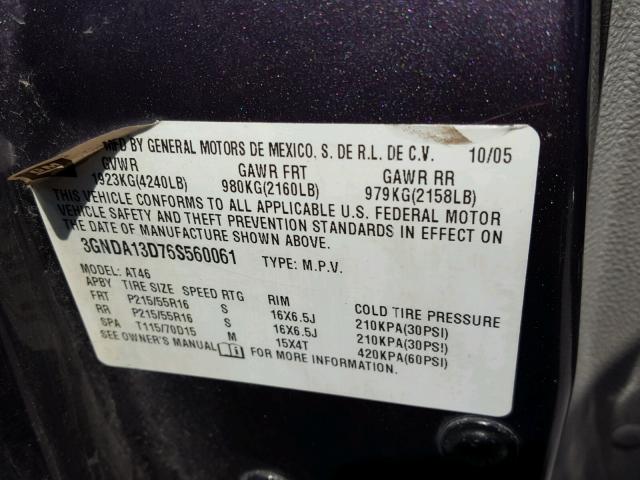 MFD BY GENERAL MOTORS DE MEXICO. S. DE R.L. DE C.V. 10/05
GVWR GAWR FRT GAWR RR
1923KG(4240LB) 980KG(2160LB) 979KG(2158LB)
THIS VEHICLE CONFORMS TO ALL APPLICABLE U.S. FEDERAL MOTOR
VEHICLE SAFETY AND THEFT PREVENTION STANDARDS IN EFFECT ON
THE DATE OF MANUFACTURE SHOWN ABOVE.
3GNDA13D76S560061 TYPE: M.P.V.
MODEL: AT46
APBY TIRE SIZE SPEED RTG RIM COLD TIRE PRESSURE
FRT P215/55R16 S 16X6.5J 210KPA(30PSI)
RR P215/55R16 S 16X6.5J 210KPA(30PSI)
SPA T115/70D15 M 15X4T 420KPA(60PSI)
SEE OWNER'S MANUAL FOR MORE INFORMATION.